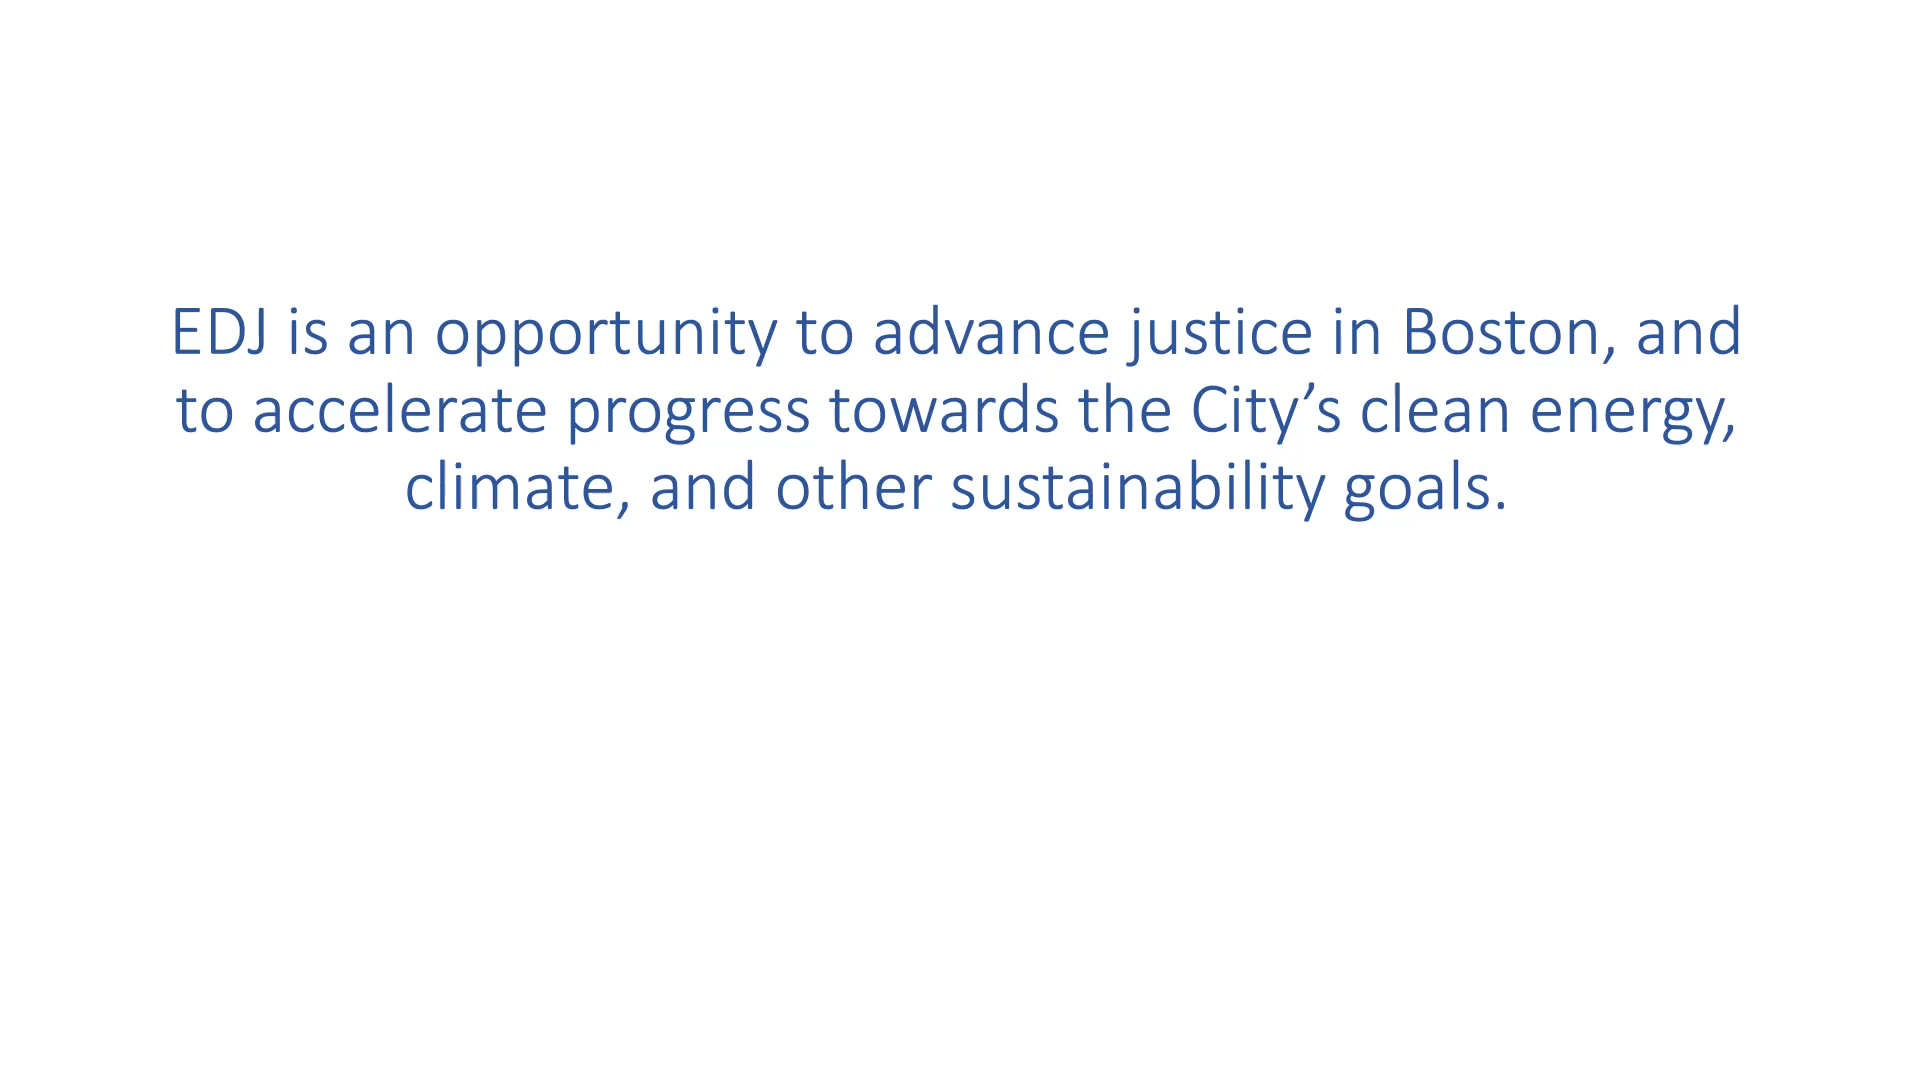 EDJ is an opportunity to advance justice in Boston, and
to accelerate progress towards the City’s clean energy,
climate, and other sustainability goals.